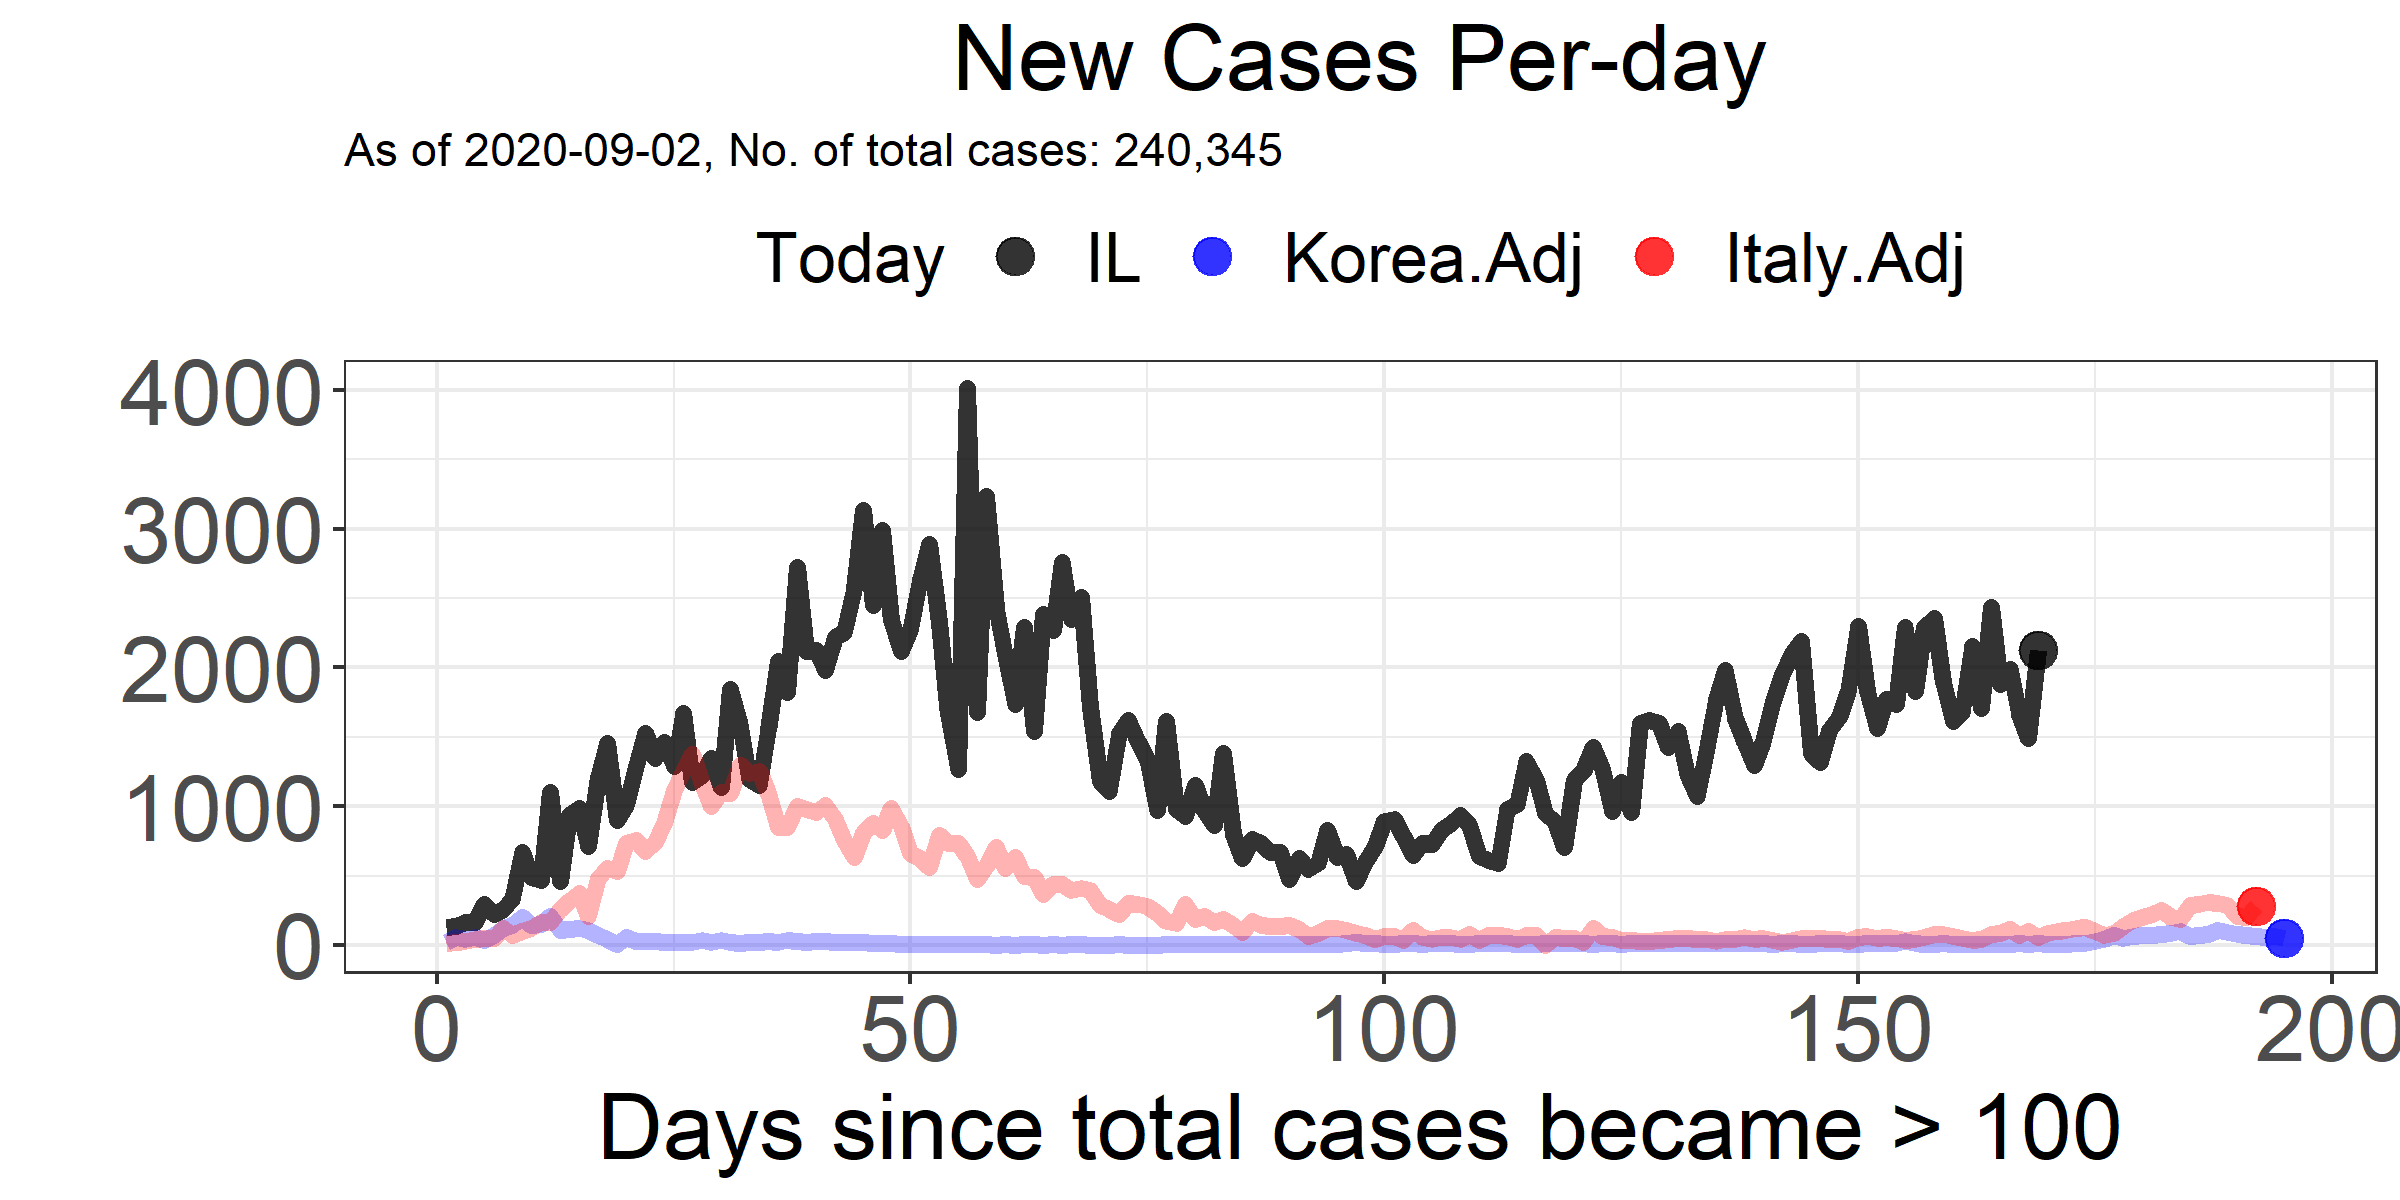 New Cases Per-day
As of 2020-09-02, No. of total cases: 240,345
Today IL Korea.Adj Italy.Adj
4000
3000
2000
1000
0
0 50 100 150 200
Days since total cases became > 100